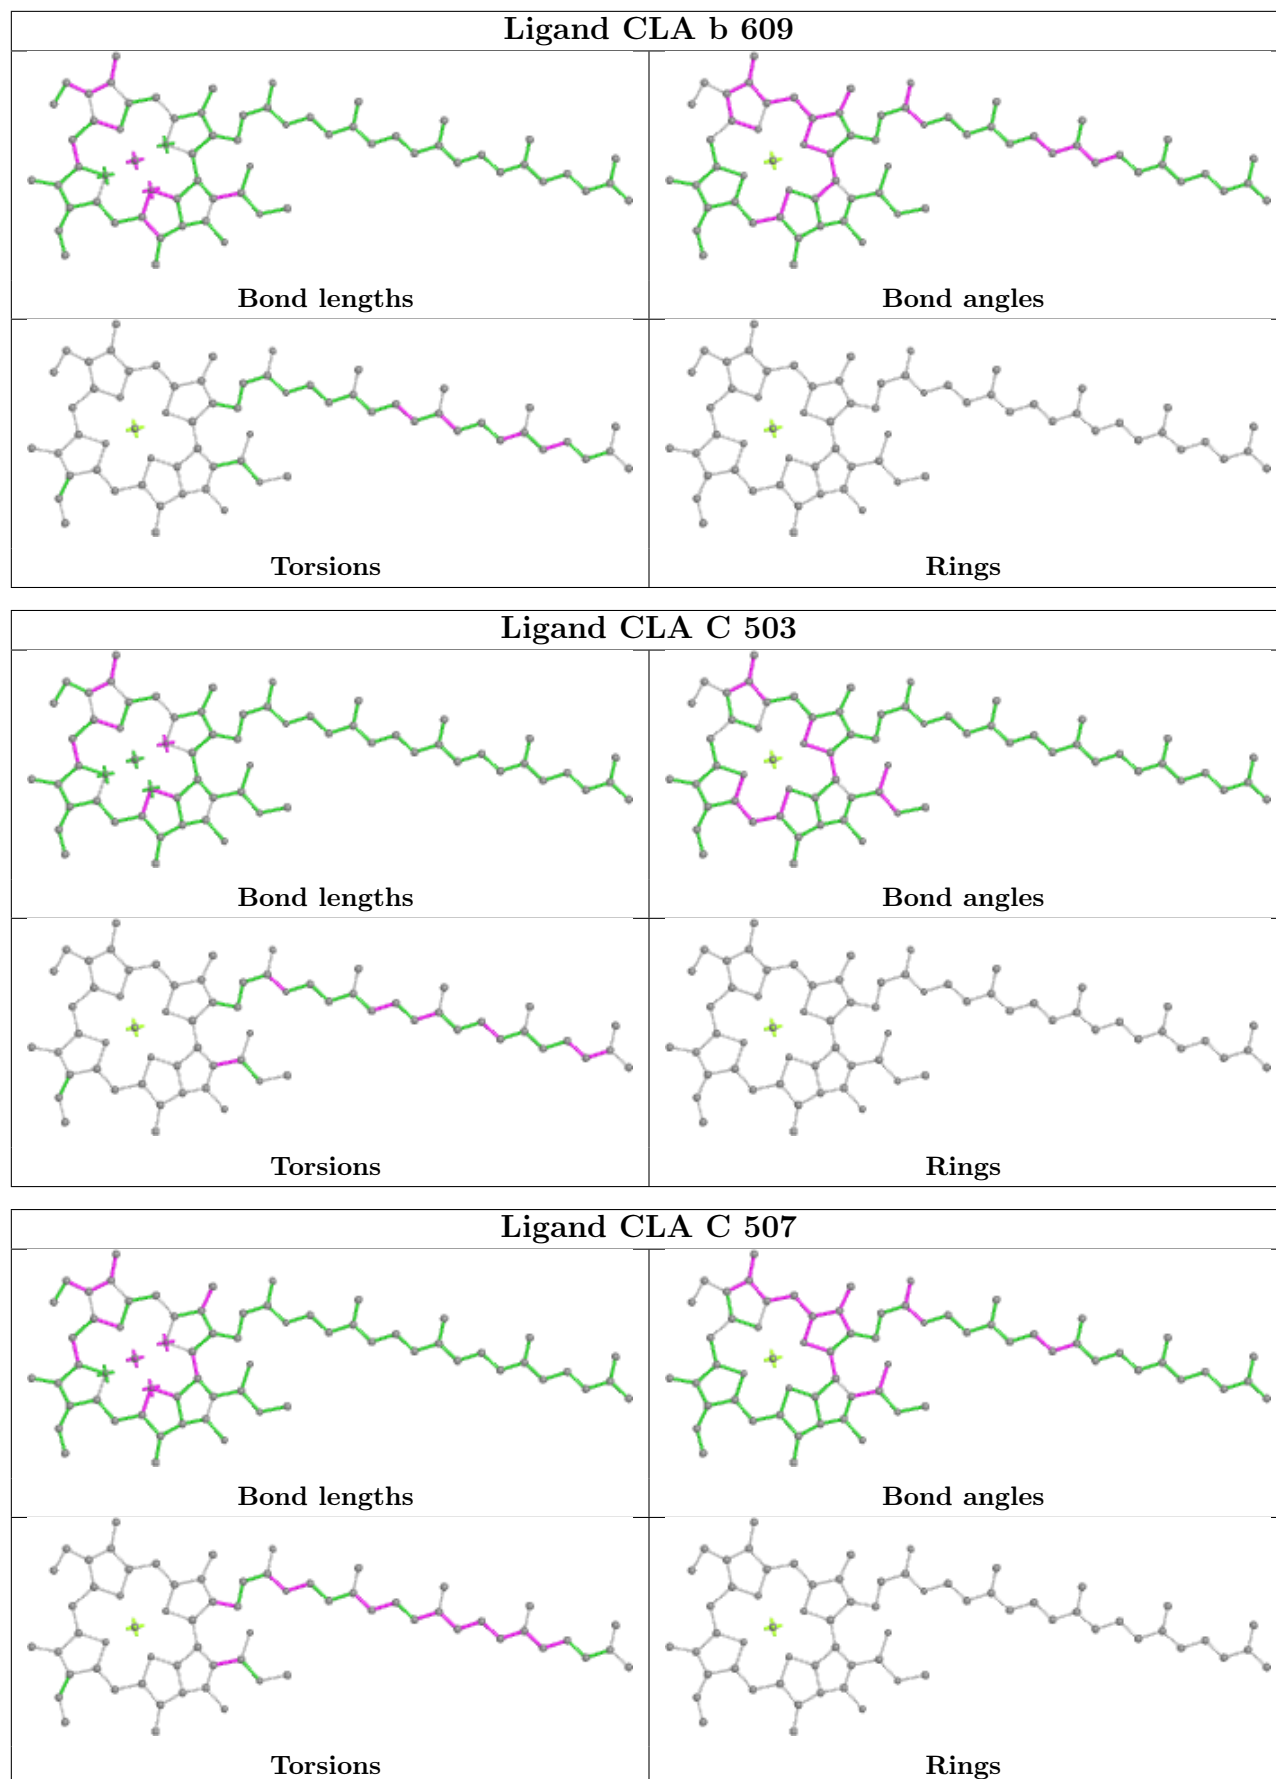 Ligand CLA b 609
Bond lengths
Bond angles
Torsions
Rings
Ligand CLA C 503
Bond lengths
Bond angles
Torsions
Rings
Ligand CLA C 507
Bond lengths
Bond angles
Torsions
Rings